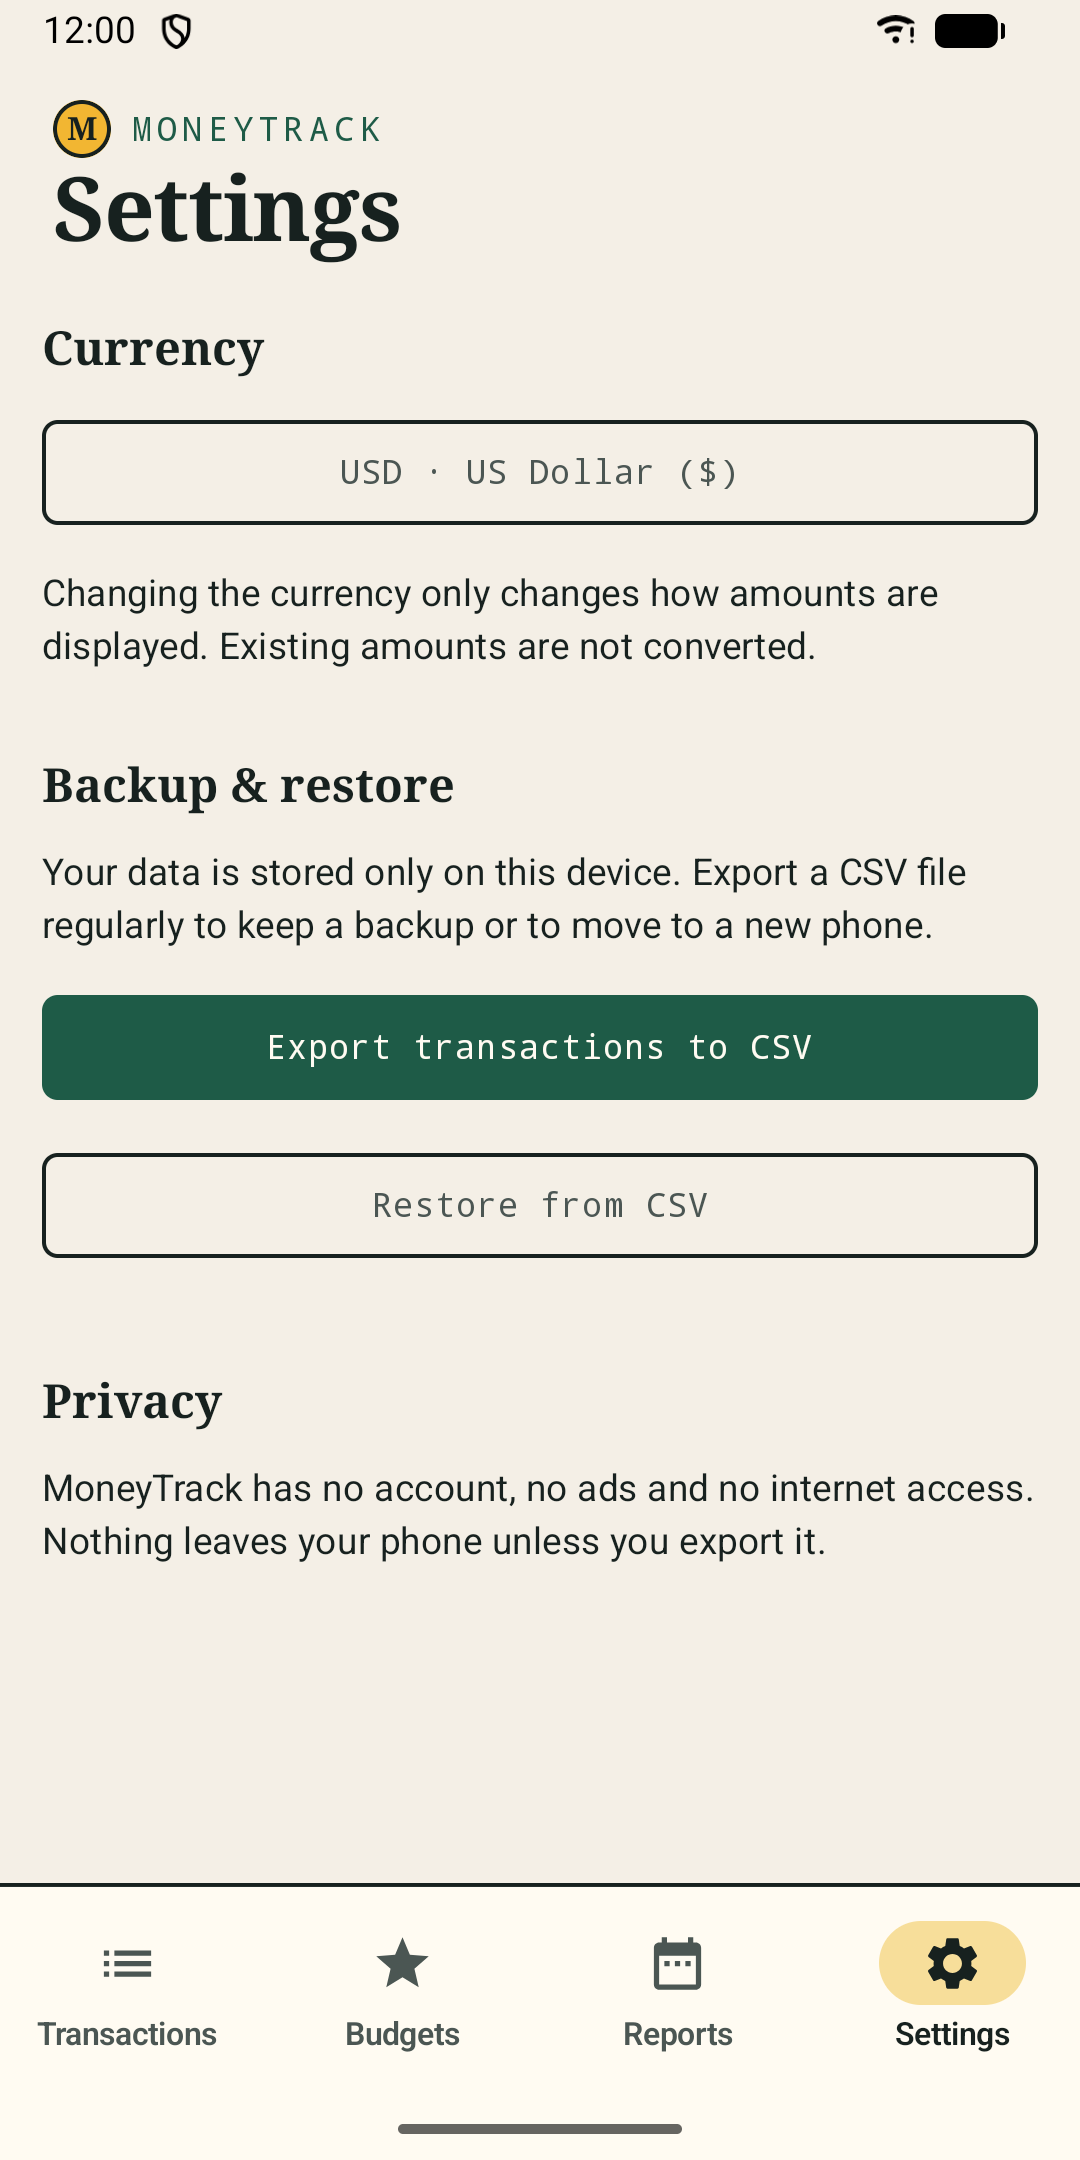 12:00
M MONEYTRACK
Settings
Currency
USD · US Dollar ($)
Changing the currency only changes how amounts are
displayed. Existing amounts are not converted.
Backup & restore
Your data is stored only on this device. Export a CSV file
regularly to keep a backup or to move to a new phone.
Export transactions to CSV
Restore from CSV
Privacy
MoneyTrack has no account, no ads and no internet access.
Nothing leaves your phone unless you export it.
Transactions Budgets Reports Settings